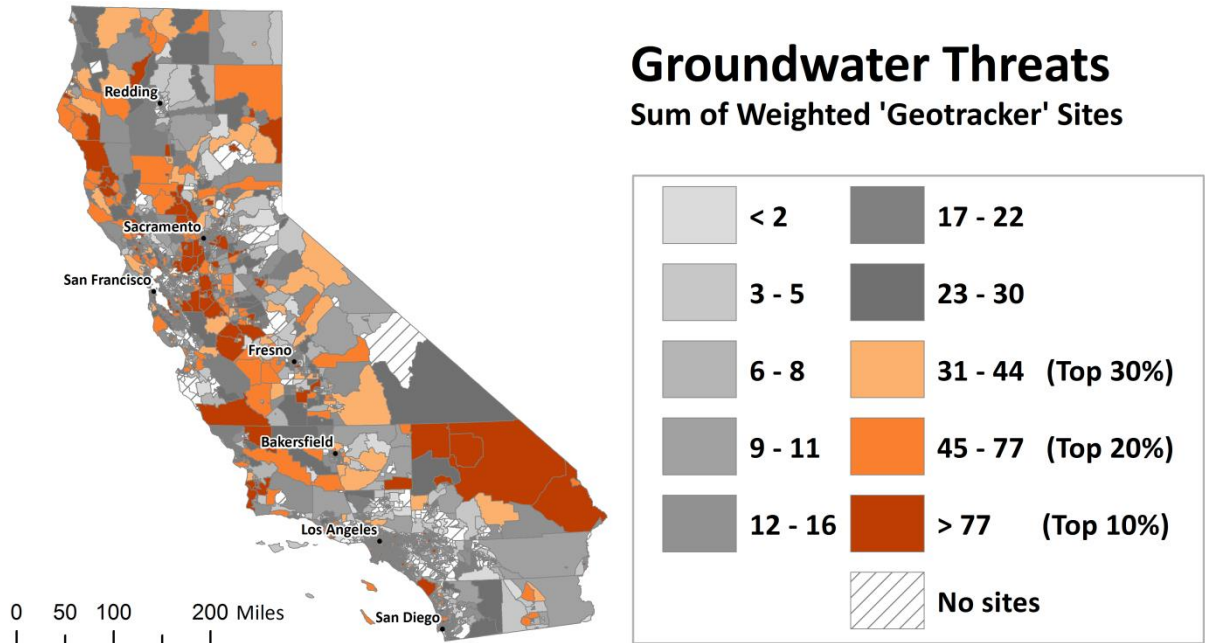 Groundwater Threats
Sum of Weighted 'Geotracker' Sites
Redding
Sacramento
San Francisco
Fresno
Bakersfield
Los Angeles
San Diego
0 50 100 200 Miles
< 2
3 - 5
6 - 8
9 - 11
12 - 16
17 - 22
23 - 30
31 - 44 (Top 30%)
45 - 77 (Top 20%)
> 77 (Top 10%)
No sites